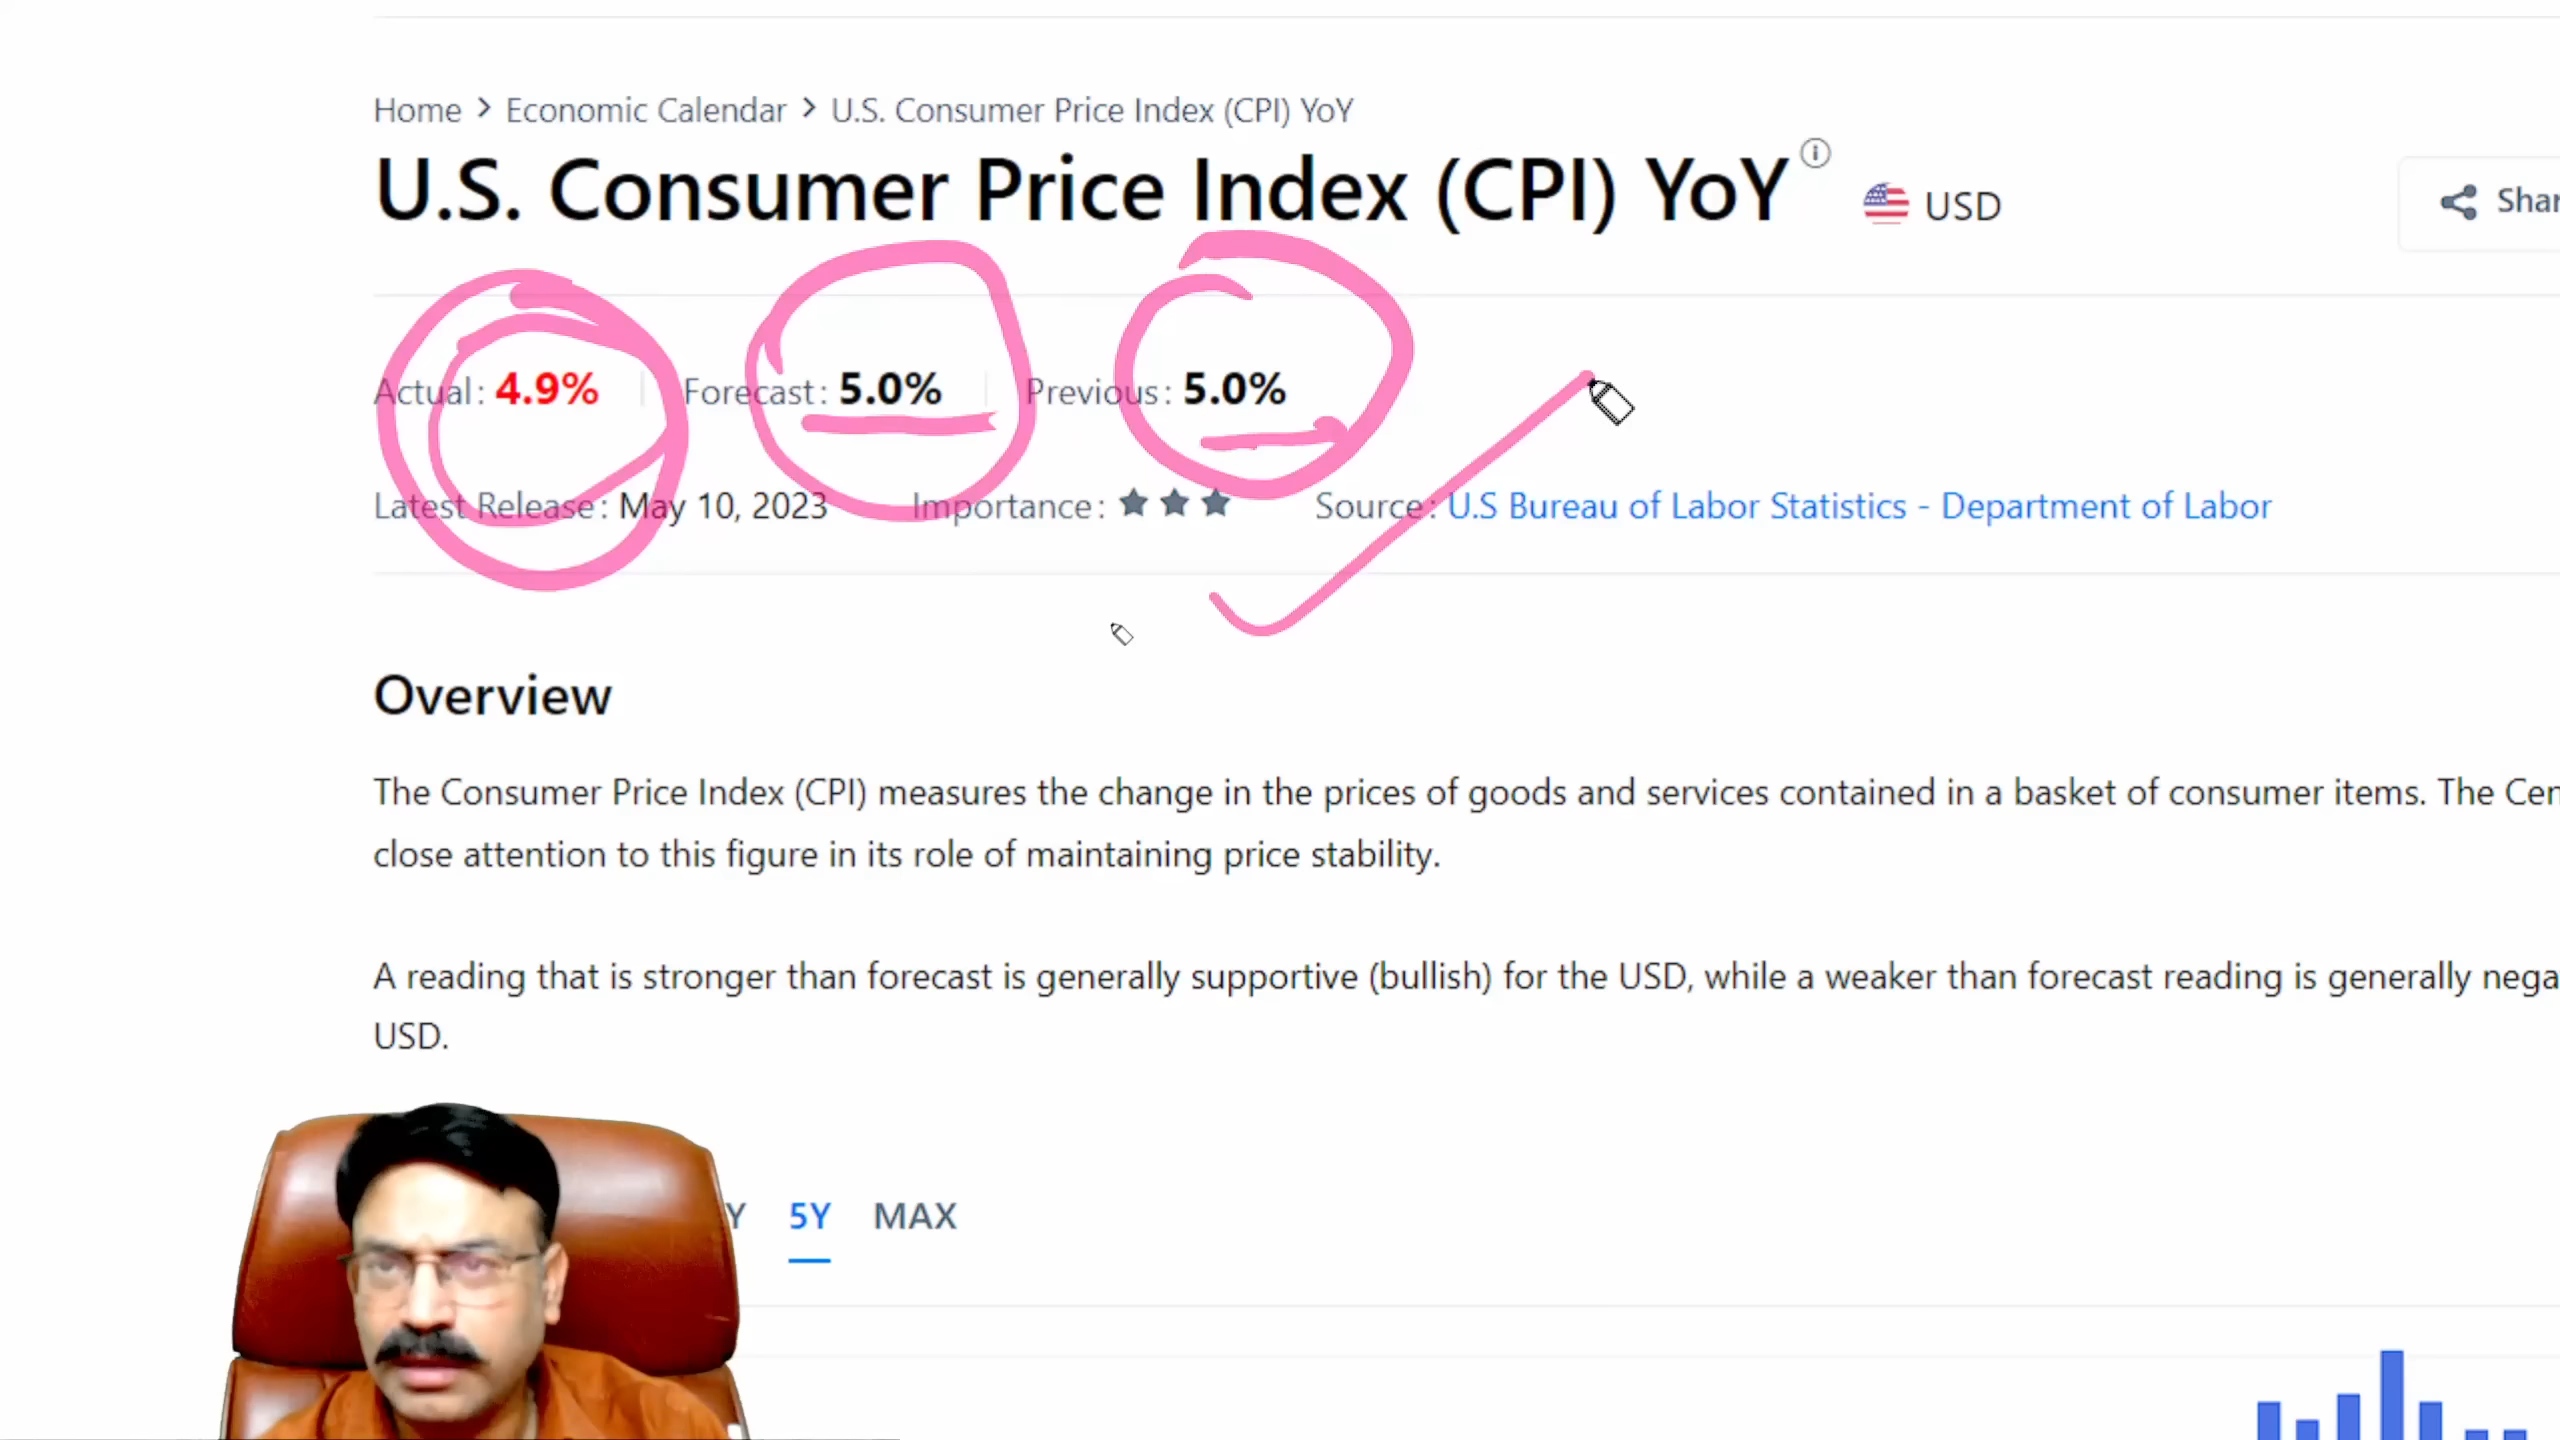 Home > Economic Calendar > U.S. Consumer Price Index (CPI) YoY
U.S. Consumer Price Index (CPI) YoY USD
Shar
Actual: 4.9% Forecast: 5.0% Previous: 5.0%
Latest Release: May 10, 2023 Importance: ★★★ Source: U.S Bureau of Labor Statistics - Department of Labor
Overview
The Consumer Price Index (CPI) measures the change in the prices of goods and services contained in a basket of consumer items. The Cen
close attention to this figure in its role of maintaining price stability.
A reading that is stronger than forecast is generally supportive (bullish) for the USD, while a weaker than forecast reading is generally nega
USD.
Y 5Y MAX